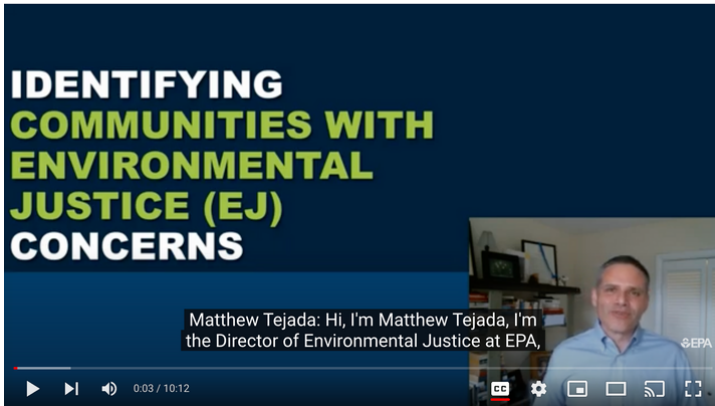 IDENTIFYING
COMMUNITIES WITH
ENVIRONMENTAL
JUSTICE (EJ)
CONCERNS
Matthew Tejada: Hi, I'm Matthew Tejada, I'm
the Director of Environmental Justice at EPA,
EPA
0:03 / 10:12
CC